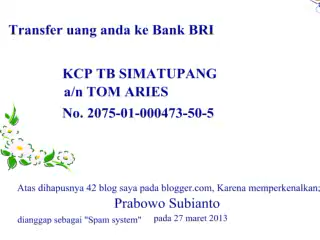 Transfer uang anda ke Bank BRI
KCP TB SIMATUPANG
a/n TOM ARIES
No. 2075-01-000473-50-5
Atas dihapusnya 42 blog saya pada blogger.com, Karena memperkenalkan;
Prabowo Subianto
dianggap sebagai "Spam system" pada 27 maret 2013